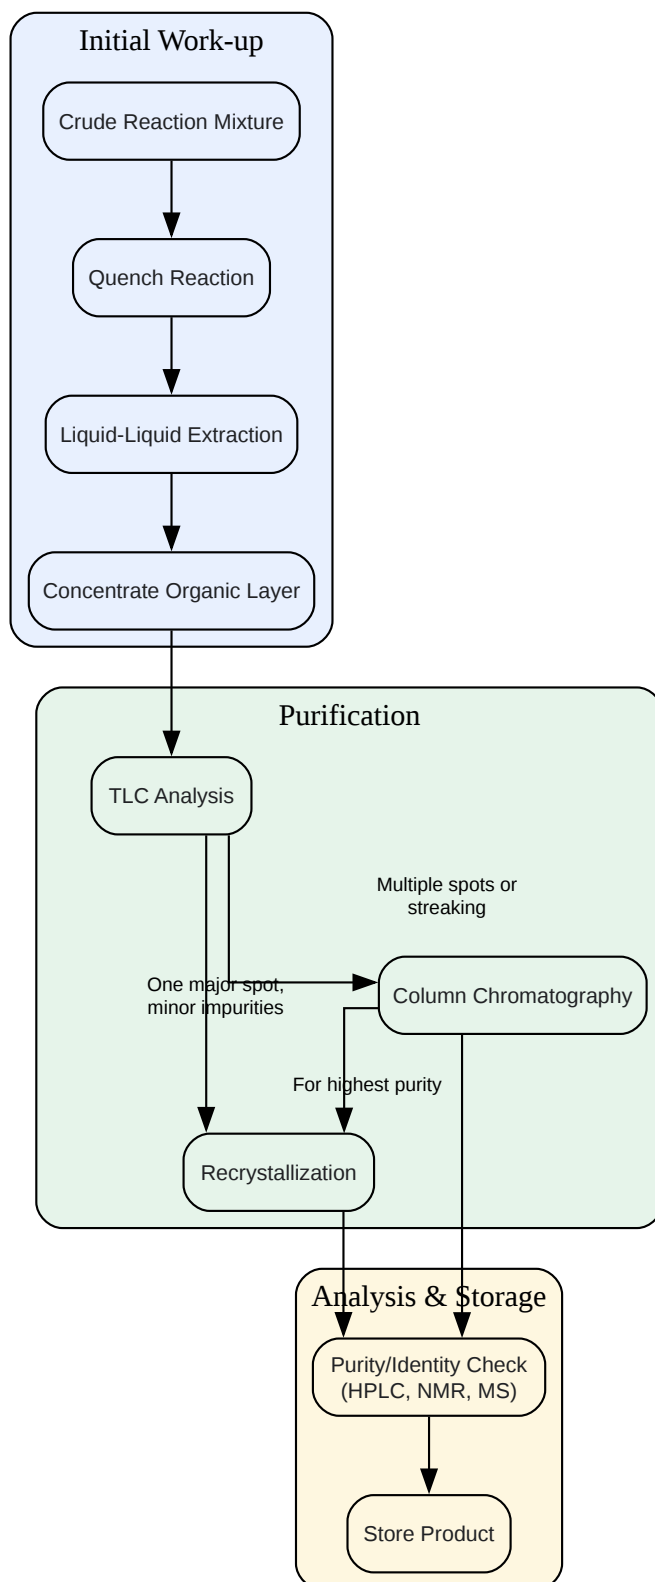 Initial Work-up
Crude Reaction Mixture
Quench Reaction
Liquid-Liquid Extraction
Concentrate Organic Layer
Purification
TLC Analysis
Multiple spots or
streaking
One major spot,
minor impurities
Column Chromatography
For highest purity
Recrystallization
Analysis & Storage
Purity/Identity Check
(HPLC, NMR, MS)
Store Product